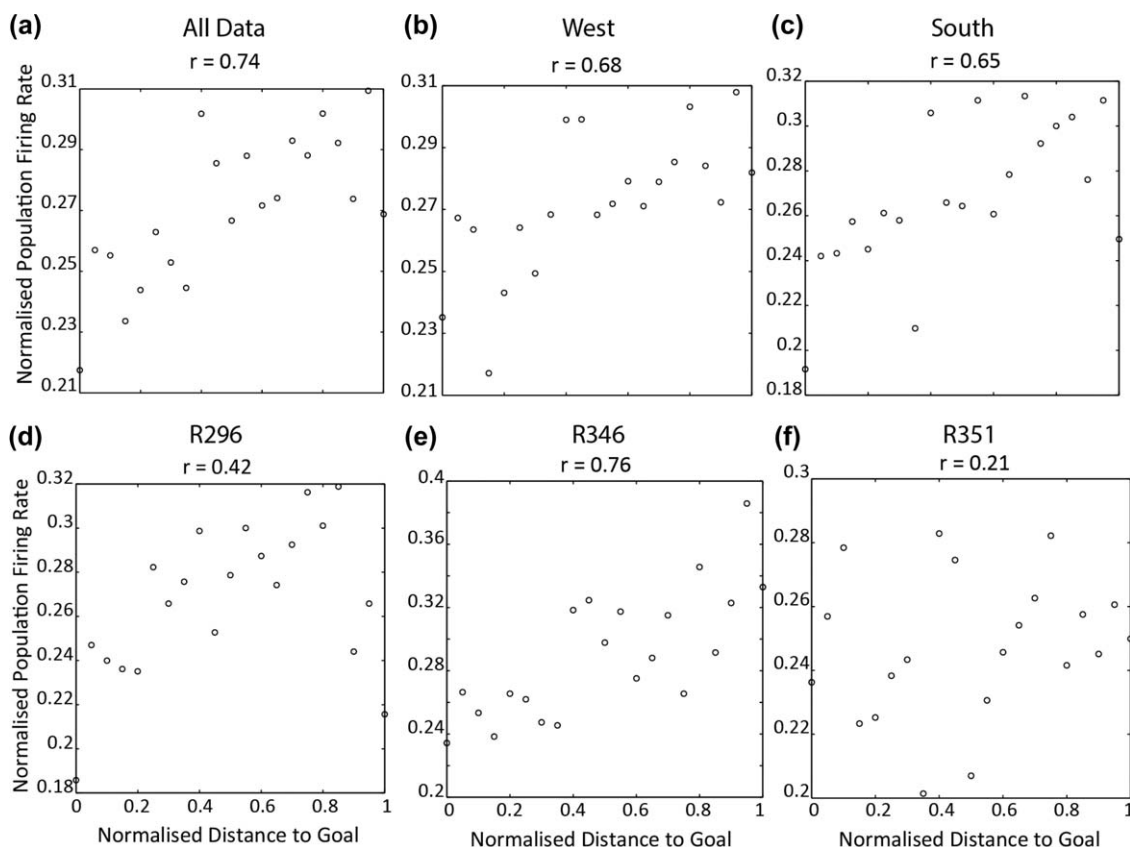 (a) All Data
r = 0.74
(b) West
r = 0.68
(c) South
r = 0.65
Normalised Population Firing Rate
0.31
0.29
0.27
0.25
0.23
0.21
0.31
0.29
0.27
0.25
0.23
0.21
0.32
0.3
0.28
0.26
0.24
0.22
0.2
0.18
(d) R296
r = 0.42
(e) R346
r = 0.76
(f) R351
r = 0.21
Normalised Population Firing Rate
0.32
0.3
0.28
0.26
0.24
0.22
0.2
0.18
0 0.2 0.4 0.6 0.8 1
Normalised Distance to Goal
0.4
0.36
0.32
0.28
0.24
0.2
0 0.2 0.4 0.6 0.8 1
Normalised Distance to Goal
0.3
0.28
0.26
0.24
0.22
0.2
0 0.2 0.4 0.6 0.8 1
Normalised Distance to Goal